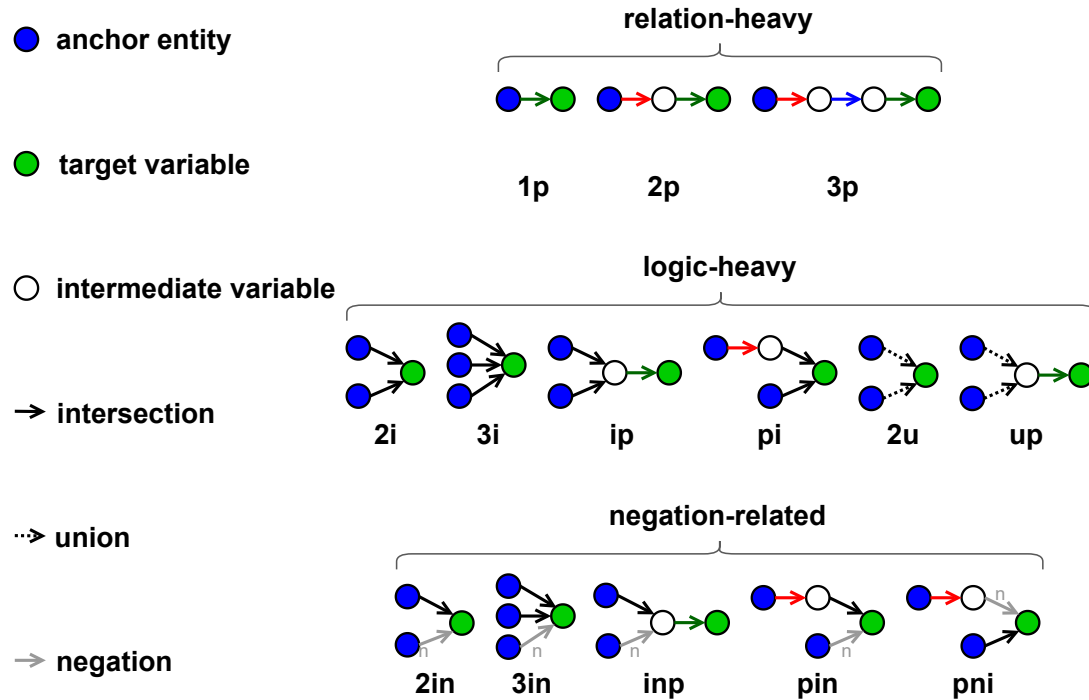 relation-heavy
anchor entity
target variable
1p 2p 3p
logic-heavy
intermediate variable
intersection
2i 3i ip pi 2u up
negation-related
union
n
n n n n
negation
2in 3in inp pin pni